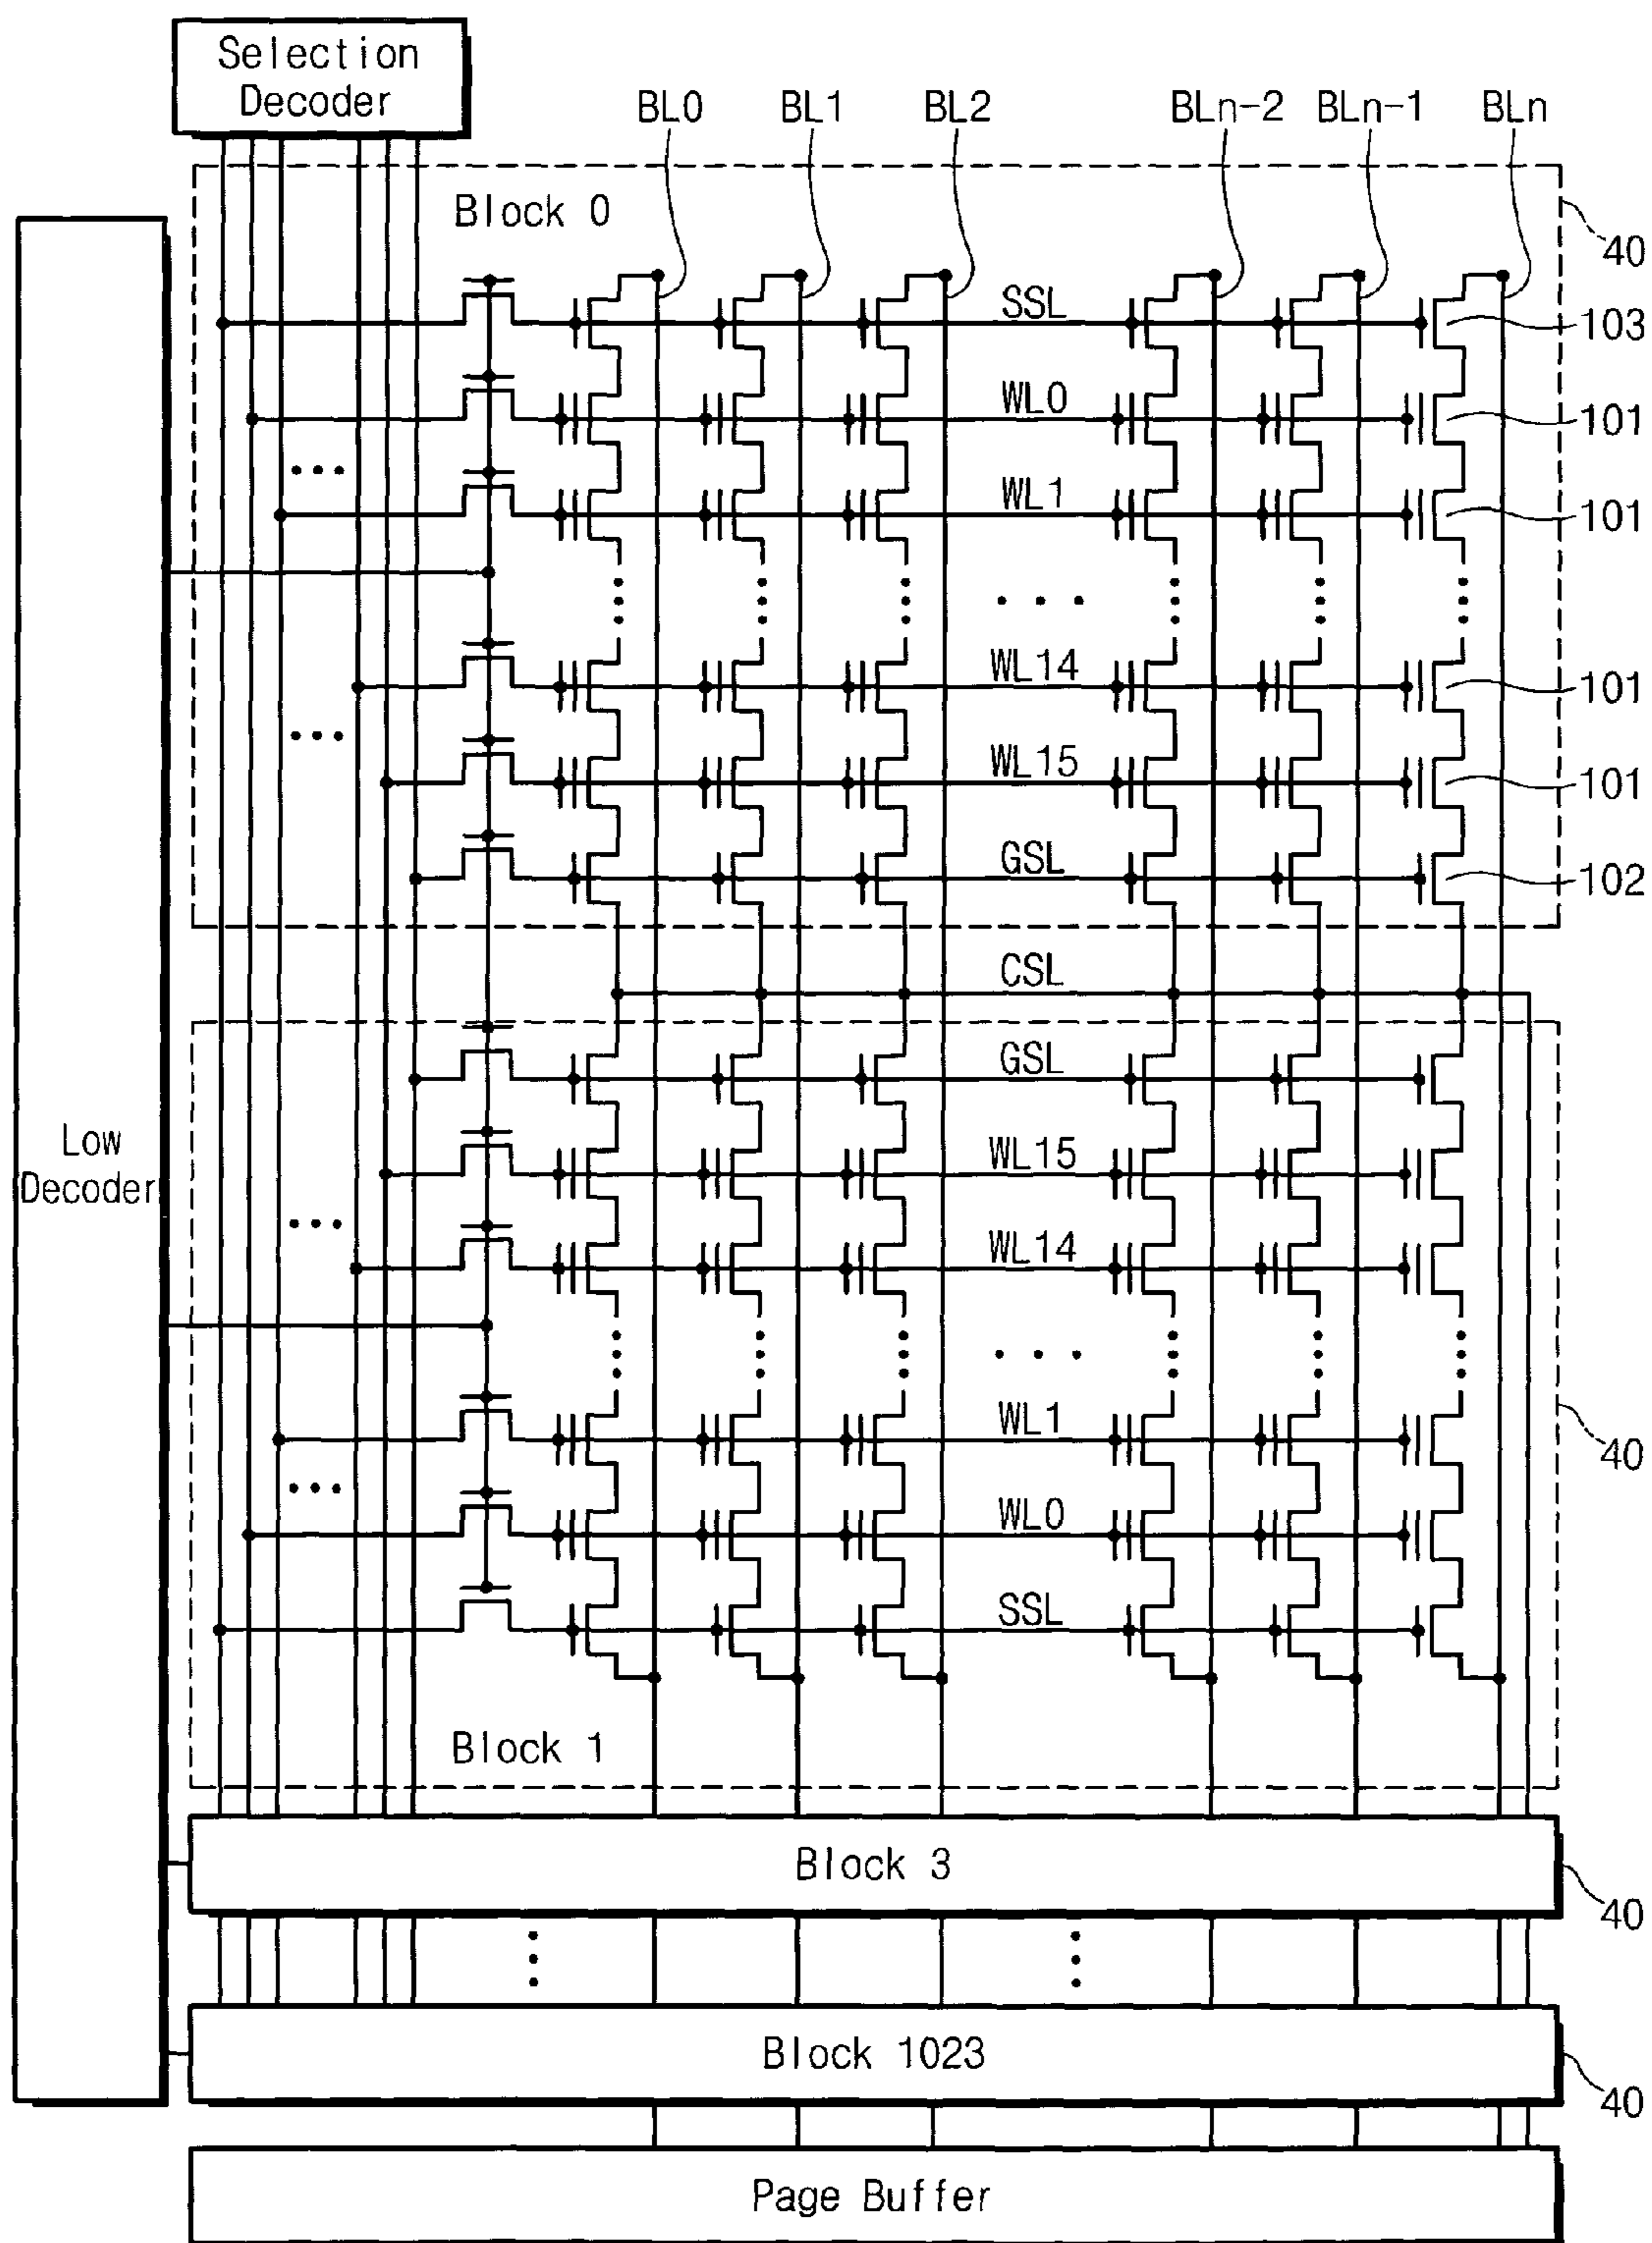 Selection
Decoder
BL0 BL1 BL2 BLn-2 BLn-1 BLn
Block 0
40
SSL
103
WL0
101
WL1
101
WL14
101
WL15
101
GSL
102
CSL
GSL
Low
Decoder
WL15
WL14
WL1
40
WL0
SSL
Block 1
Block 3
40
Block 1023
40
Page Buffer